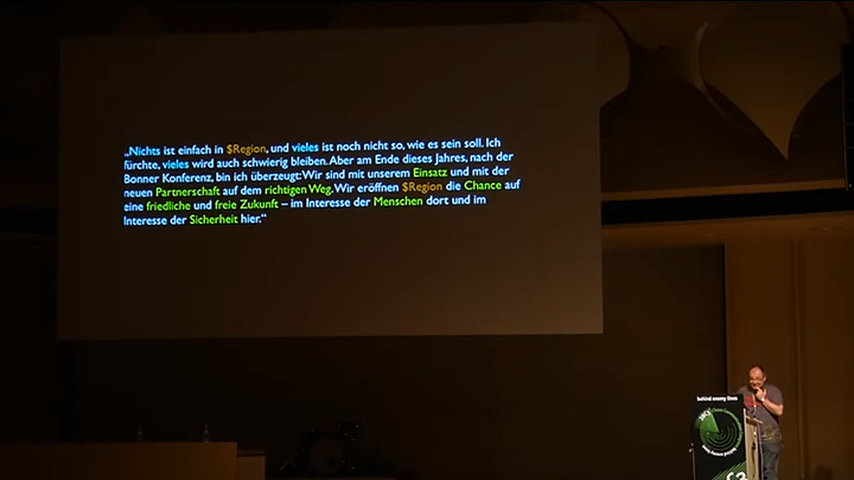 „Nichts ist einfach in $Region, und vieles ist noch nicht so, wie es sein soll. Ich
fürchte, vieles wird auch schwierig bleiben. Aber am Ende dieses Jahres, nach der
Bonner Konferenz, bin ich überzeugt: Wir sind mit unserem Einsatz und mit der
neuen Partnerschaft auf dem richtigen Weg. Wir eröffnen $Region die Chance auf
eine friedliche und freie Zukunft – im Interesse der Menschen dort und im
Interesse der Sicherheit hier.“
behind enemy lines
28C3